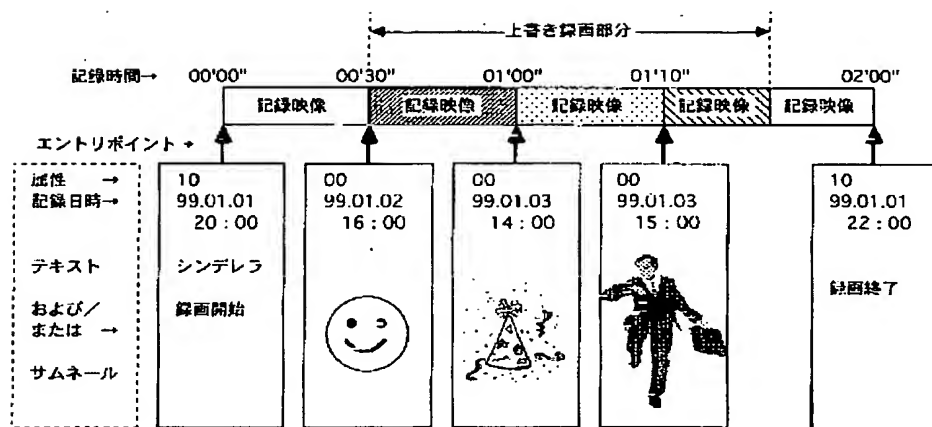 上書き録画部分
記録時間→ 00'00" 00'30" 01'00" 01'10" 02'00"
記録映像 記録映像 記録映像 記録映像 記録映像
エントリポイント→
属性 → 10 00 00 00 10
記録日時→ 99.01.01 99.01.02 99.01.03 99.01.03 99.01.01
20:00 16:00 14:00 15:00 22:00
テキスト シンデレラ
および/ 録画開始 録画終了
または →
サムネール